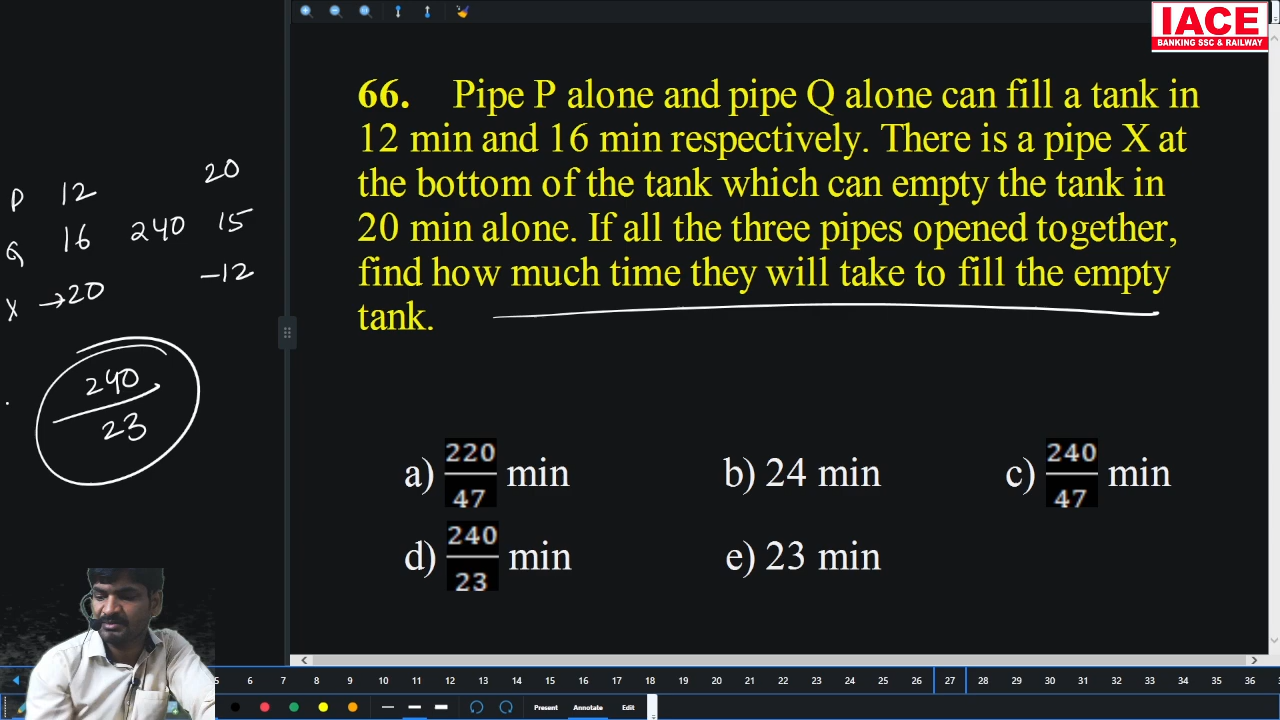 IACE
BANKING SSC & RAILWAY
66. Pipe P alone and pipe Q alone can fill a tank in
12 min and 16 min respectively. There is a pipe X at
the bottom of the tank which can empty the tank in
20 min alone. If all the three pipes opened together,
find how much time they will take to fill the empty
tank.
P 12 20
Q 16 240 15
X →20 -12
240
23
a) 220/47 min b) 24 min c) 240/47 min
d) 240/23 min e) 23 min
5 6 7 8 9 10 11 12 13 14 15 16 17 18 19 20 21 22 23 24 25 26 27 28 29 30 31 32 33 34 35 36
Present Annotate Edit